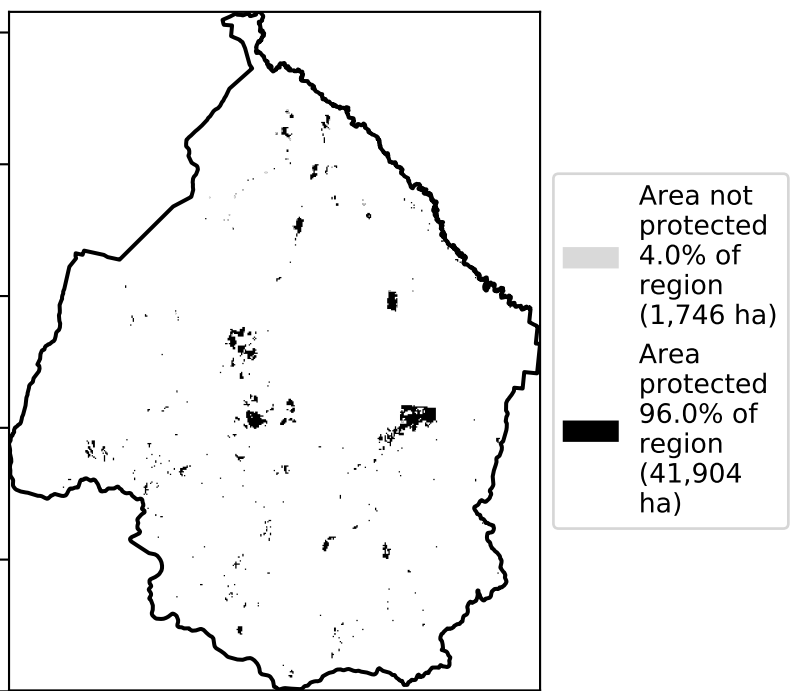 Area not
protected
4.0% of
region
(1,746 ha)
Area
protected
96.0% of
region
(41,904
ha)